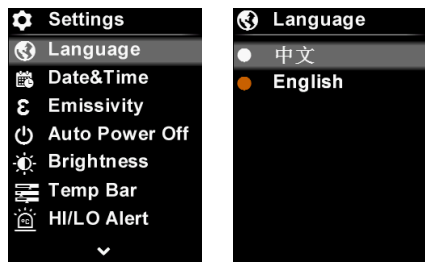 Settings
Language
Date&Time
Emissivity
Auto Power Off
Brightness
Temp Bar
HI/LO Alert
Language
中文
English